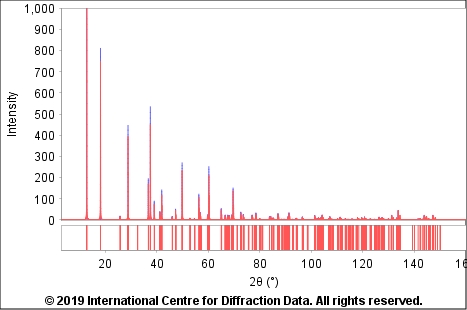 1,000
900
800
700
600
500
400
300
200
100
0
Intensity
20 40 60 80 100 120 140 16
2θ (°)
© 2019 International Centre for Diffraction Data. All rights reserved.